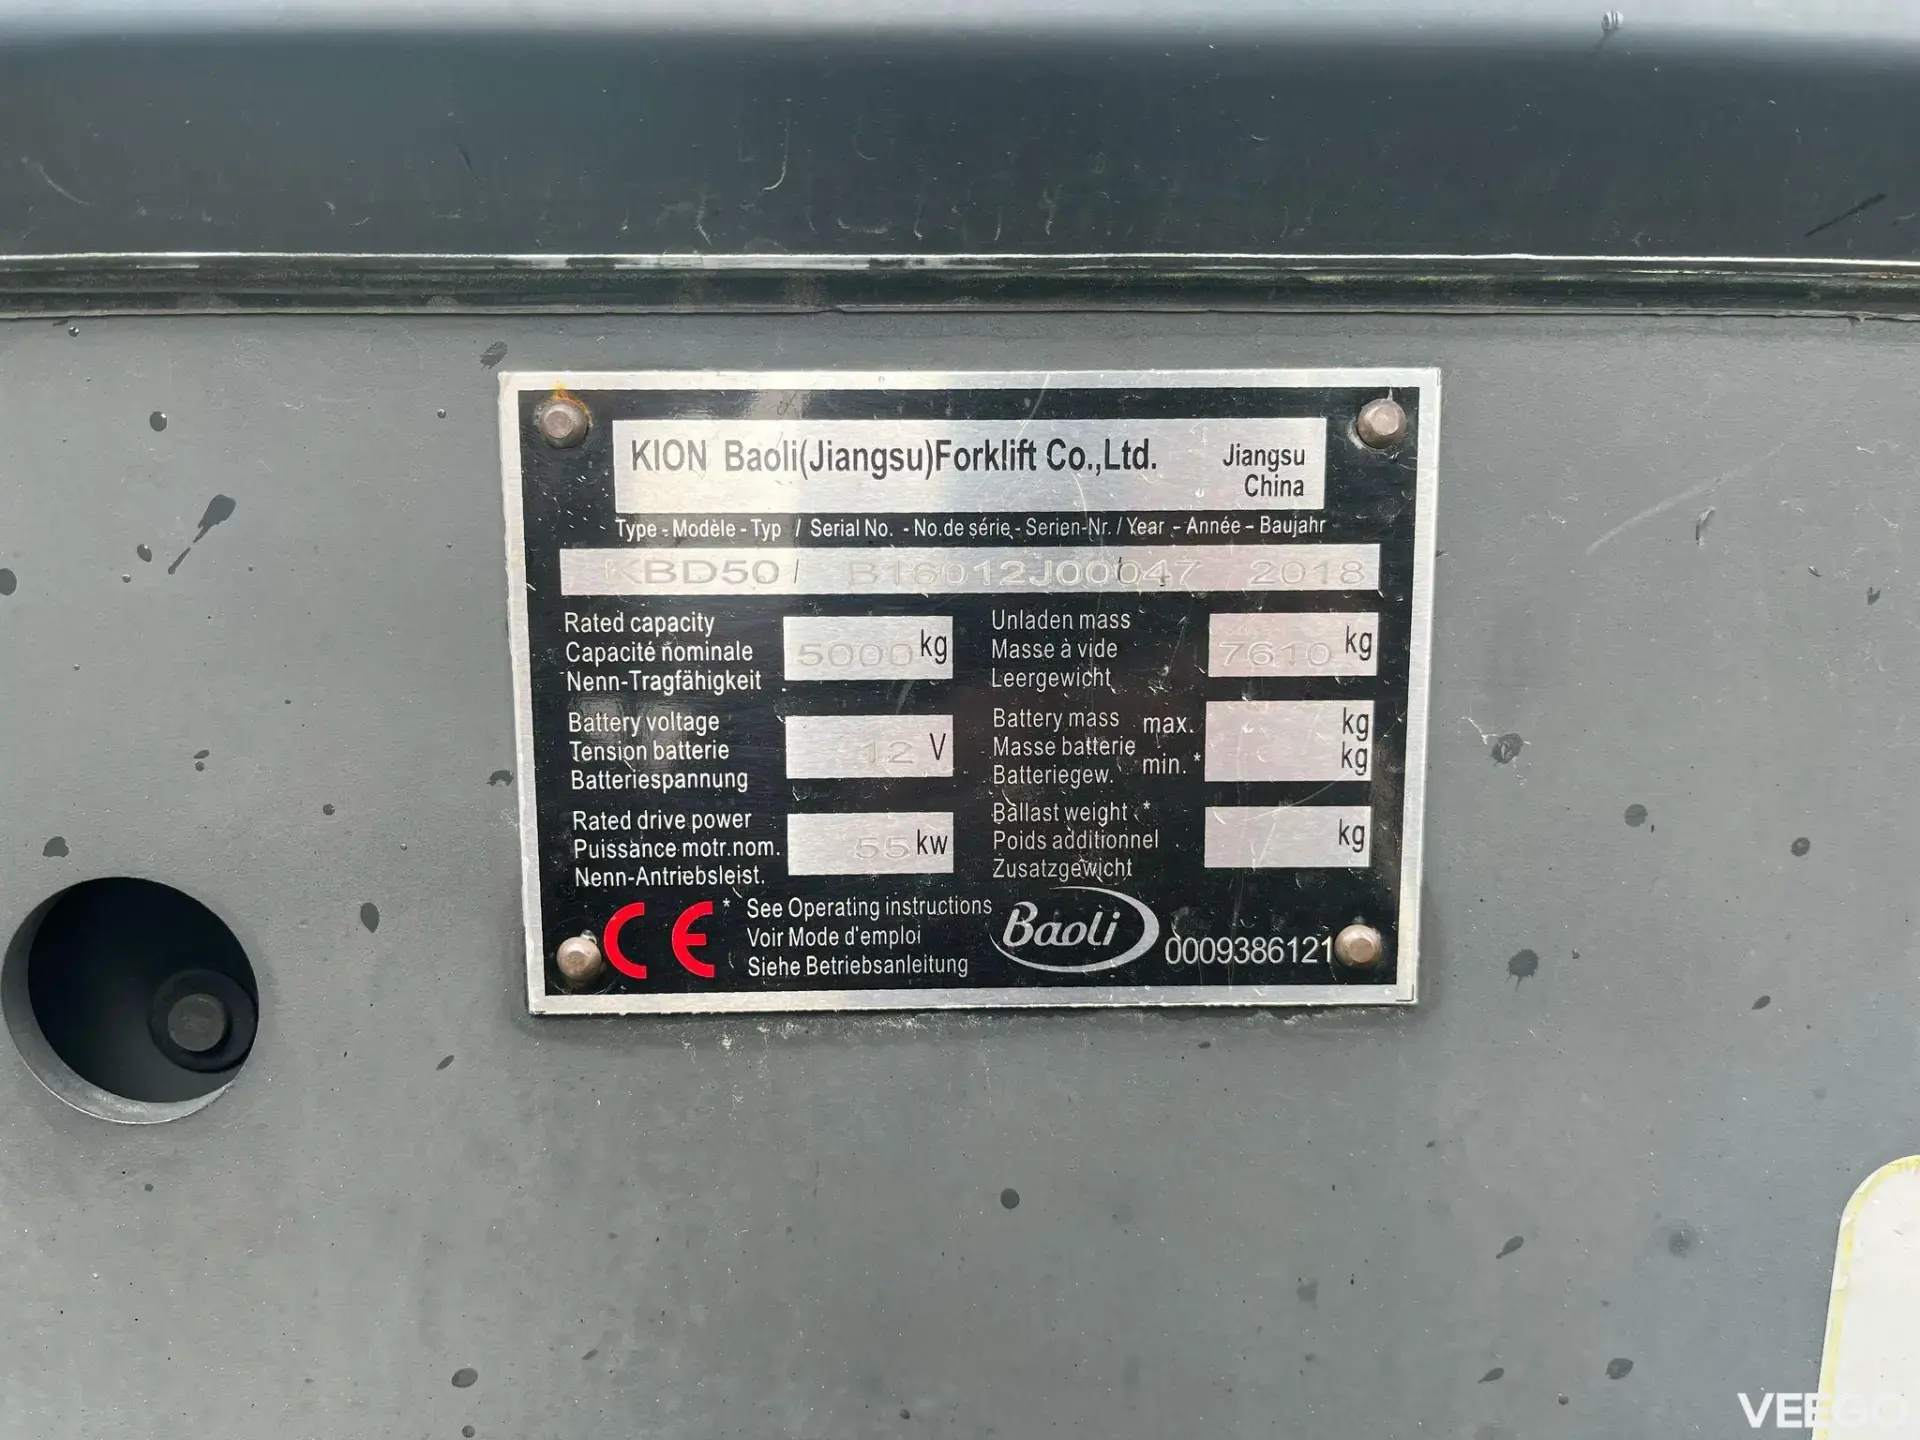 KION Baoli(Jiangsu)Forklift Co.,Ltd.
Jiangsu
China
Type - Modèle - Typ / Serial No. - No.de série - Serien-Nr. / Year - Année - Baujahr
KBD50 / B16012J00047 2018
Rated capacity
Capacité nominale
Nenn-Tragfähigkeit
5000 kg
Unladen mass
Masse à vide
Leergewicht
7610 kg
Battery voltage
Tension batterie
Batteriespannung
12 V
Battery mass max. kg
Masse batterie min. * kg
Batteriegew.
Rated drive power
Puissance motr.nom.
Nenn-Antriebsleist.
55 kw
Ballast weight *
Poids additionnel
Zusatzgewicht
kg
CE
* See Operating instructions
Voir Mode d'emploi
Siehe Betriebsanleitung
Baoli
0009386121
VEEGO